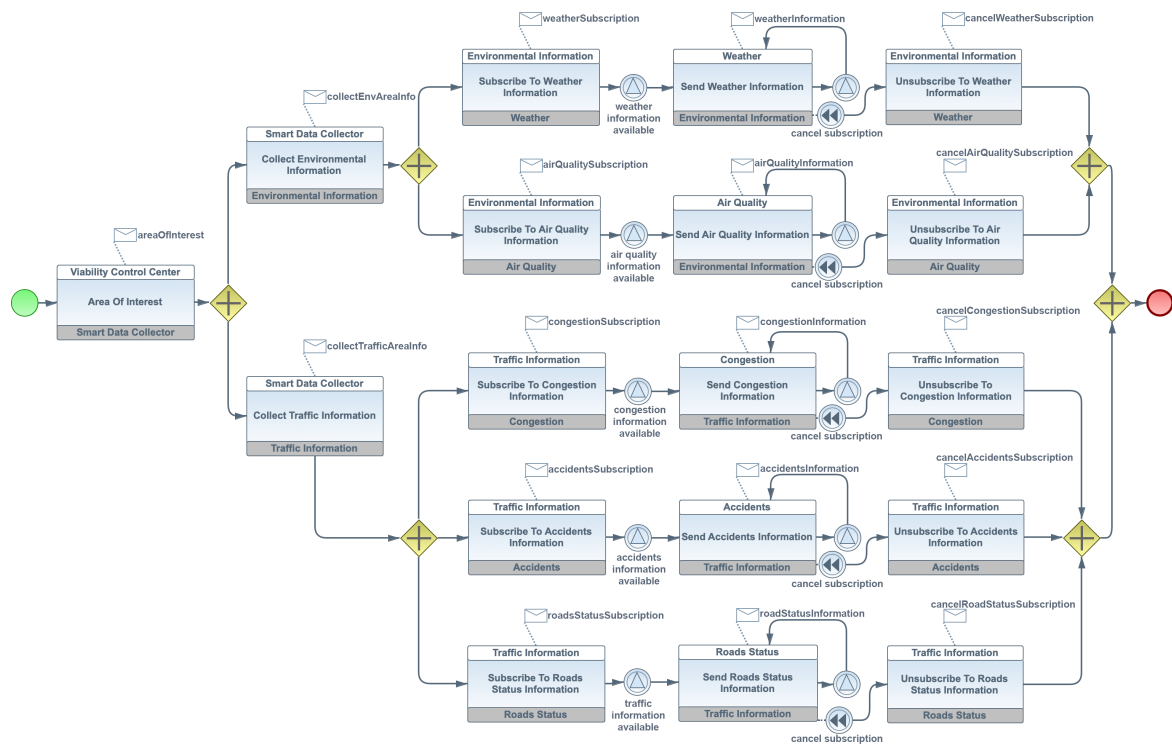 weatherSubscription
weatherInformation
cancelWeatherSubscription
Environmental Information
Subscribe To Weather
Information
Weather
weather
information
available
Weather
Send Weather Information
Environmental Information
cancel subscription
Environmental Information
Unsubscribe To Weather
Information
Weather
collectEnvAreaInfo
Smart Data Collector
Collect Environmental
Information
Environmental Information
airQualitySubscription
airQualityInformation
cancelAirQualitySubscription
Environmental Information
Subscribe To Air Quality
Information
Air Quality
air quality
information
available
Air Quality
Send Air Quality Information
Environmental Information
cancel subscription
Environmental Information
Unsubscribe To Air
Quality Information
Air Quality
areaOfInterest
Viability Control Center
Area Of Interest
Smart Data Collector
collectTrafficAreaInfo
Smart Data Collector
Collect Traffic Information
Traffic Information
congestionSubscription
congestionInformation
cancelCongestionSubscription
Traffic Information
Subscribe To Congestion
Information
Congestion
congestion
information
available
Congestion
Send Congestion
Information
Traffic Information
cancel subscription
Traffic Information
Unsubscribe To
Congestion Information
Congestion
accidentsSubscription
accidentsInformation
cancelAccidentsSubscription
Traffic Information
Subscribe To Accidents
Information
Accidents
accidents
information
available
Accidents
Send Accidents Information
Traffic Information
cancel subscription
Traffic Information
Unsubscribe To Accidents
Information
Accidents
roadsStatusSubscription
roadStatusInformation
cancelRoadStatusSubscription
Traffic Information
Subscribe To Roads
Status Information
Roads Status
traffic
information
available
Roads Status
Send Roads Status
Information
Traffic Information
cancel subscription
Traffic Information
Unsubscribe To Roads
Status Information
Roads Status